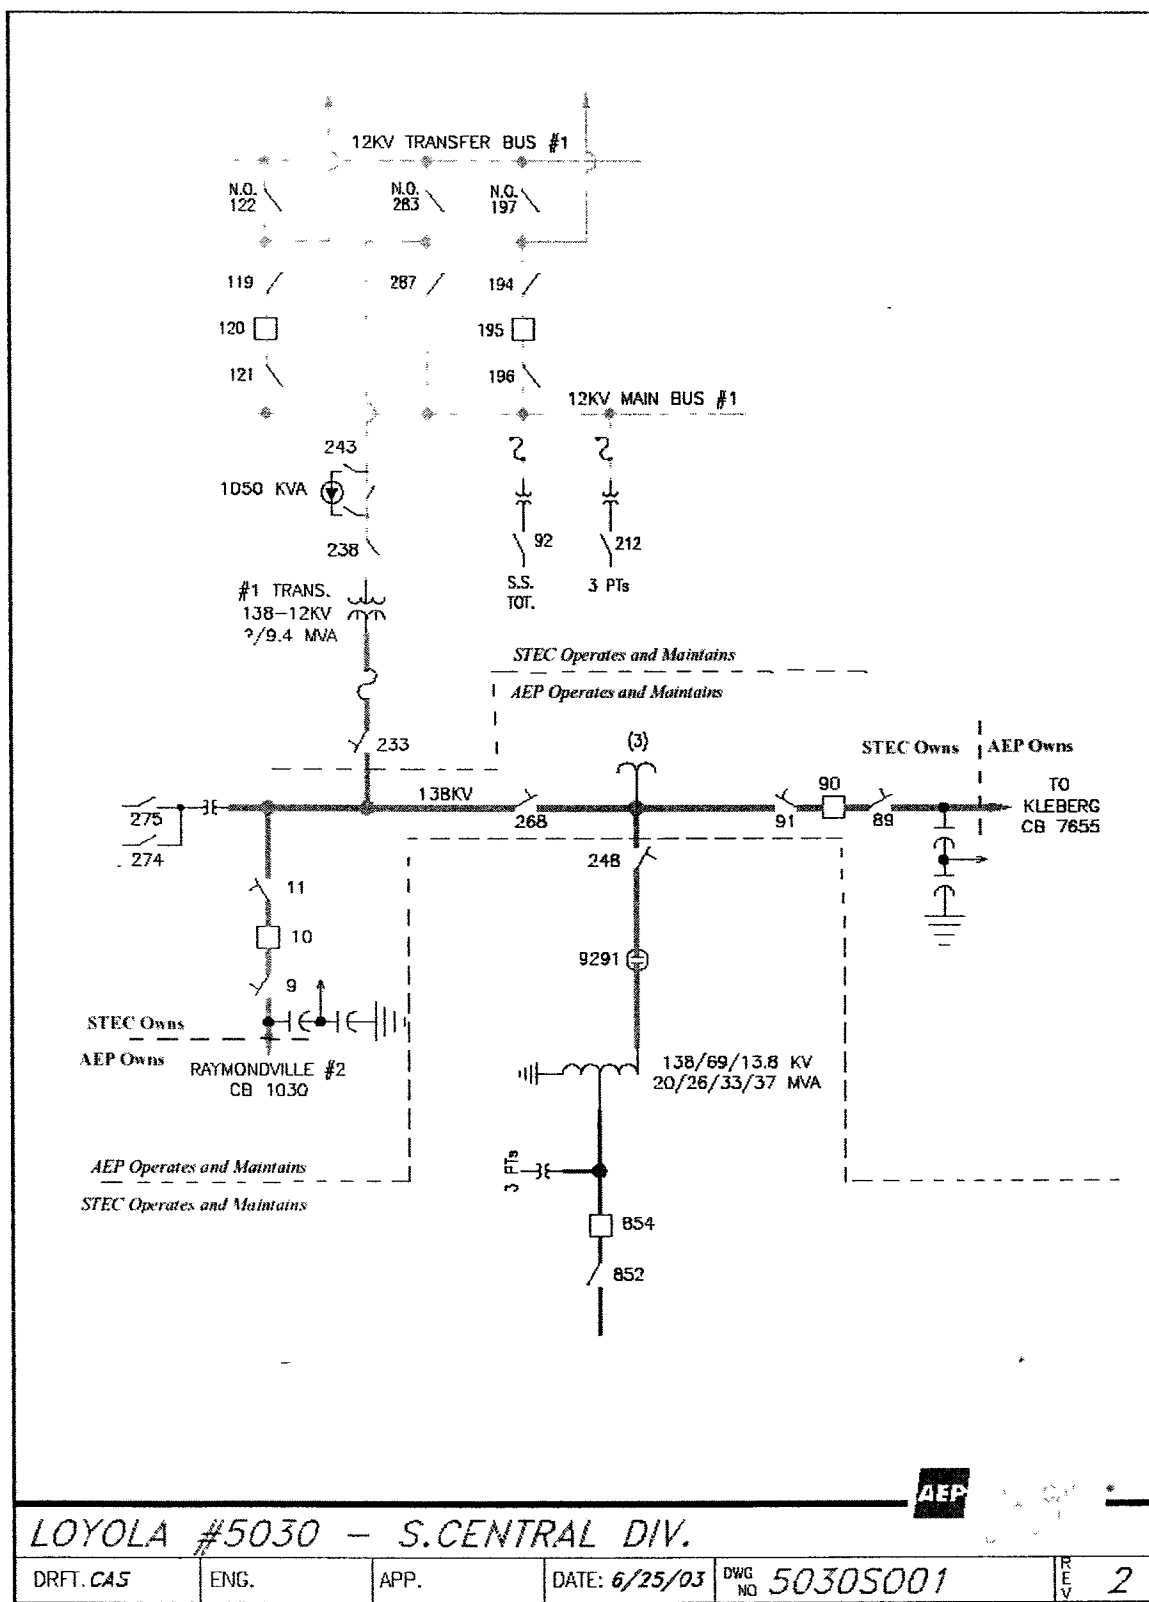 12KV TRANSFER BUS #1
N.O.
122
N.O.
283
N.O.
197
119
287
194
120
195
121
196
12KV MAIN BUS #1
243
1050 KVA
238
92
212
S.S.
TOT.
3 PTs
#1 TRANS.
138-12KV
?/9.4 MVA
STEC Operates and Maintains
AEP Operates and Maintains
233
(3)
STEC Owns
AEP Owns
138KV
90
TO
KLEBERG
CB 7655
275
268
91
89
274
248
11
10
9291
9
STEC Owns
AEP Owns
RAYMONDVILLE #2
CB 1030
138/69/13.8 KV
20/26/33/37 MVA
3 PTs
AEP Operates and Maintains
STEC Operates and Maintains
854
852
AEP
LOYOLA #5030 - S.CENTRAL DIV.
DRFT. CAS
ENG.
APP.
DATE: 6/25/03
DWG NO 5030S001
REV 2